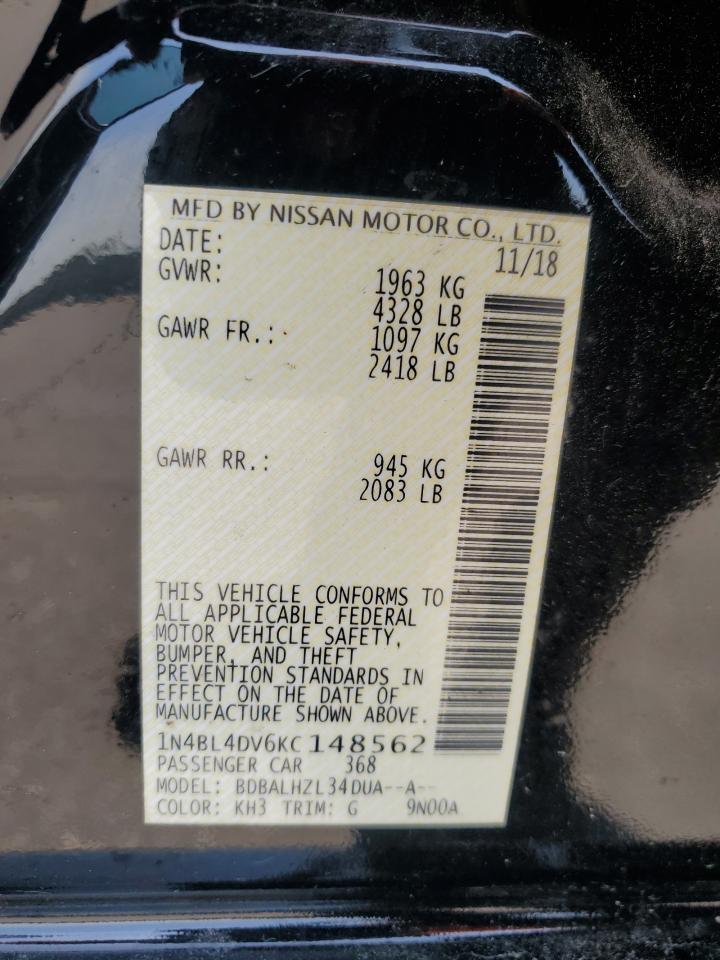 MFD BY NISSAN MOTOR CO., LTD.
DATE: 11/18
GVWR: 1963 KG
4328 LB
GAWR FR.: 1097 KG
2418 LB
GAWR RR.: 945 KG
2083 LB
THIS VEHICLE CONFORMS TO
ALL APPLICABLE FEDERAL
MOTOR VEHICLE SAFETY,
BUMPER, AND THEFT
PREVENTION STANDARDS IN
EFFECT ON THE DATE OF
MANUFACTURE SHOWN ABOVE.
1N4BL4DV6KC148562
PASSENGER CAR 368
MODEL: BDBALHZL34DUA--A--
COLOR: KH3 TRIM: G 9N00A